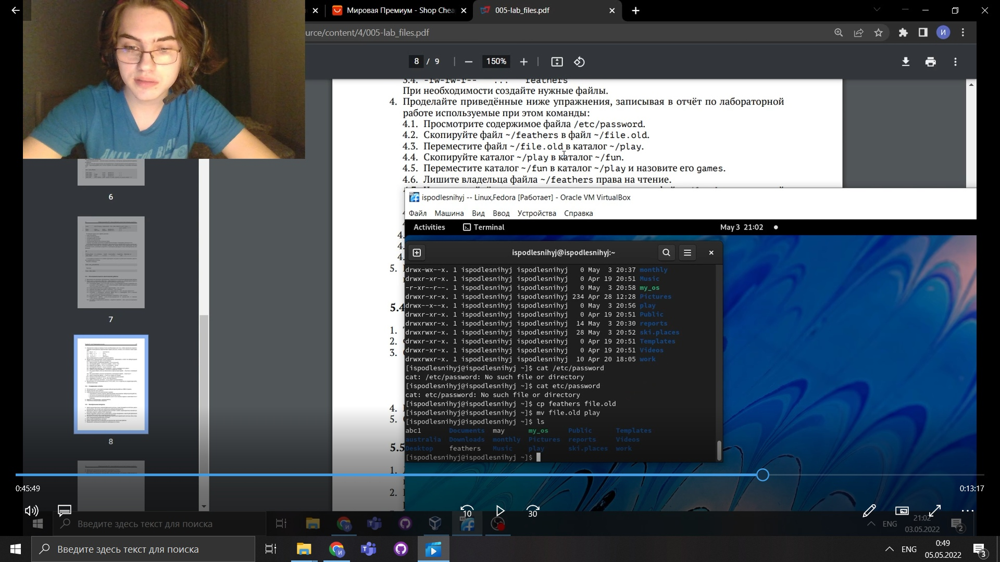 Мировая Премиум - Shop Chea
005-lab_files.pdf
urce/content/4/005-lab_files.pdf
И
8 / 9
150%
3.4. -rw-rw-r-- ... feathers
При необходимости создайте нужные файлы.
4. Проделайте приведённые ниже упражнения, записывая в отчёт по лабораторной
работе используемые при этом команды:
4.1. Просмотрите содержимое файла /etc/password.
4.2. Скопируйте файл ~/feathers в файл ~/file.old.
4.3. Переместите файл ~/file.old в каталог ~/play.
4.4. Скопируйте каталог ~/play в каталог ~/fun.
4.5. Переместите каталог ~/fun в каталог ~/play и назовите его games.
4.6. Лишите владельца файла ~/feathers права на чтение.
6
7
8
4.
4.
4.
5.
5.4
1.
2.
3.
4.
5.
5.5
1.
2.
ispodlesnihyj -- Linux,Fedora [Работает] - Oracle VM VirtualBox
Файл Машина Вид Ввод Устройства Справка
Activities Terminal May 3 21:02
ispodlesnihyj@ispodlesnihyj:~
drwx-wx--x. 1 ispodlesnihyj ispodlesnihyj 0 May 3 20:37 monthly
drwxr-xr-x. 1 ispodlesnihyj ispodlesnihyj 0 Apr 19 20:51 Music
-r-xr--r--. 1 ispodlesnihyj ispodlesnihyj 0 May 3 20:58 my_os
drwxr-xr-x. 1 ispodlesnihyj ispodlesnihyj 234 Apr 28 12:28 Pictures
drwx--x--x. 1 ispodlesnihyj ispodlesnihyj 0 May 3 20:56 play
drwxr-xr-x. 1 ispodlesnihyj ispodlesnihyj 0 Apr 19 20:51 Public
drwxrwxr-x. 1 ispodlesnihyj ispodlesnihyj 14 May 3 20:30 reports
drwxrwxr-x. 1 ispodlesnihyj ispodlesnihyj 28 May 3 20:52 ski.places
drwxr-xr-x. 1 ispodlesnihyj ispodlesnihyj 0 Apr 19 20:51 Templates
drwxr-xr-x. 1 ispodlesnihyj ispodlesnihyj 0 Apr 19 20:51 Videos
drwxrwxr-x. 1 ispodlesnihyj ispodlesnihyj 10 Apr 20 18:05 work
[ispodlesnihyj@ispodlesnihyj ~]$ cat /etc/password
cat: /etc/password: No such file or directory
[ispodlesnihyj@ispodlesnihyj ~]$ cat etc/password
cat: etc/password: No such file or directory
[ispodlesnihyj@ispodlesnihyj ~]$ cp feathers file.old
[ispodlesnihyj@ispodlesnihyj ~]$ mv file.old play
[ispodlesnihyj@ispodlesnihyj ~]$ ls
abc1 Documents may my_os Public Templates
australia Downloads monthly Pictures reports Videos
Desktop feathers Music play ski.places work
[ispodlesnihyj@ispodlesnihyj ~]$
0:45:49
0:13:17
10
30
Введите здесь текст для поиска
ENG
21:02
03.05.2022
2
Введите здесь текст для поиска
ENG
0:49
05.05.2022
3